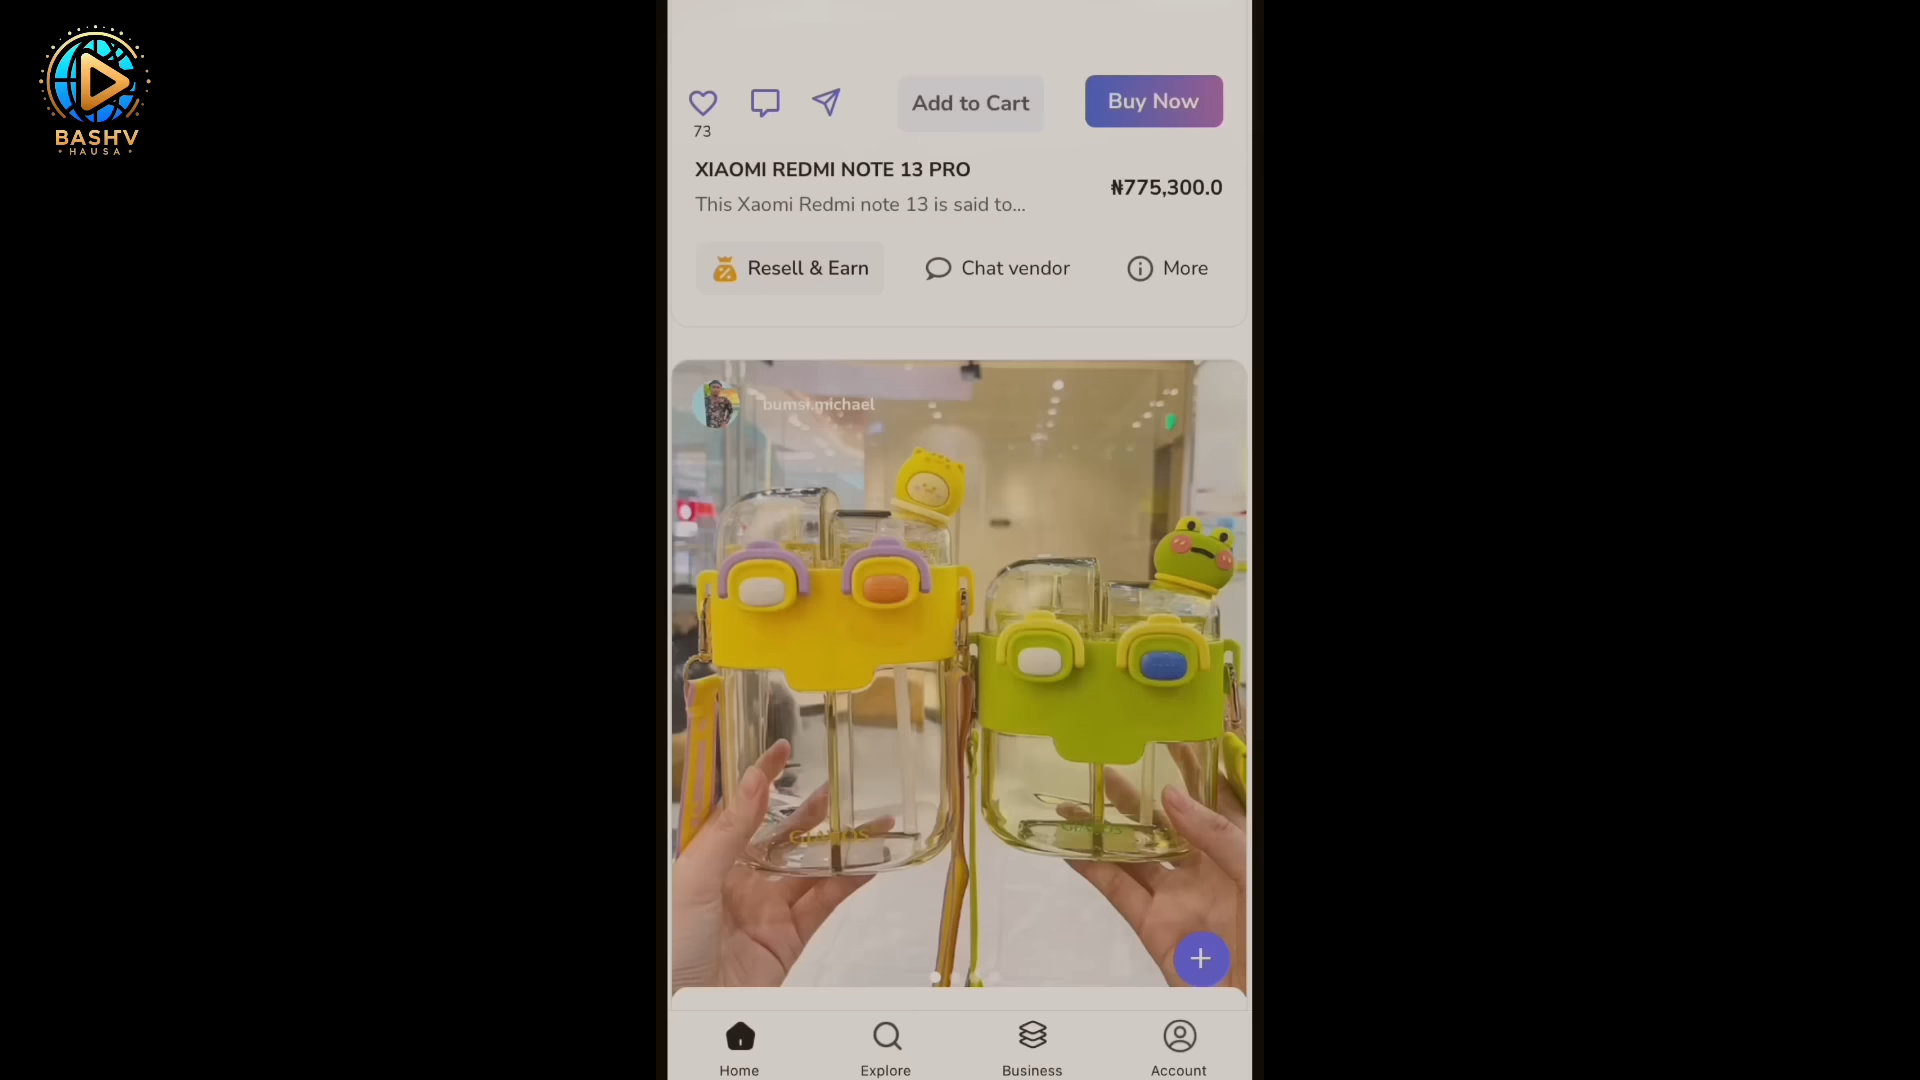 BASHTV
HAUSA
Add to Cart
Buy Now
73
XIAOMI REDMI NOTE 13 PRO
₦775,300.0
This Xaomi Redmi note 13 is said to...
Resell & Earn
Chat vendor
More
bumsi.michael
Home
Explore
Business
Account